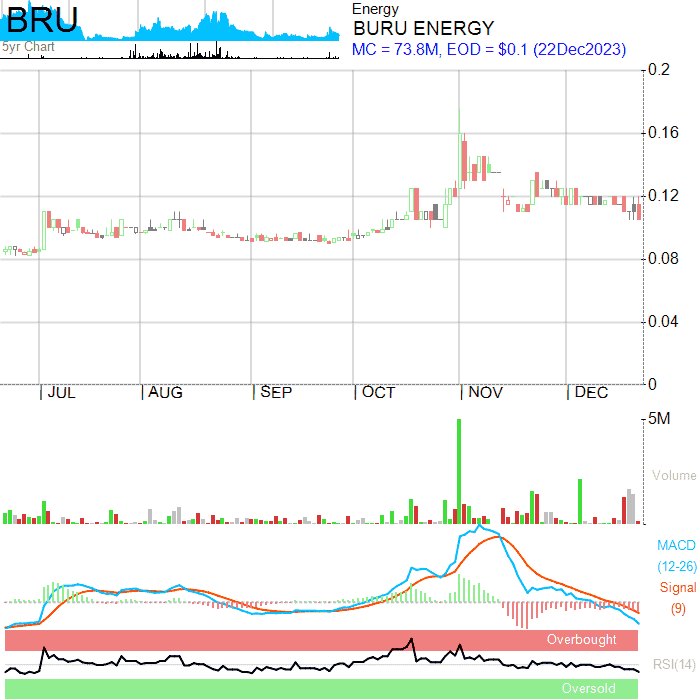 BRU
5yr Chart
Energy
BURU ENERGY
MC = 73.8M, EOD = $0.1 (22Dec2023)
0.2
0.16
0.12
0.08
0.04
0
JUL AUG SEP OCT NOV DEC
5M
Volume
MACD
(12-26)
Signal
(9)
Overbought
RSI(14)
Oversold